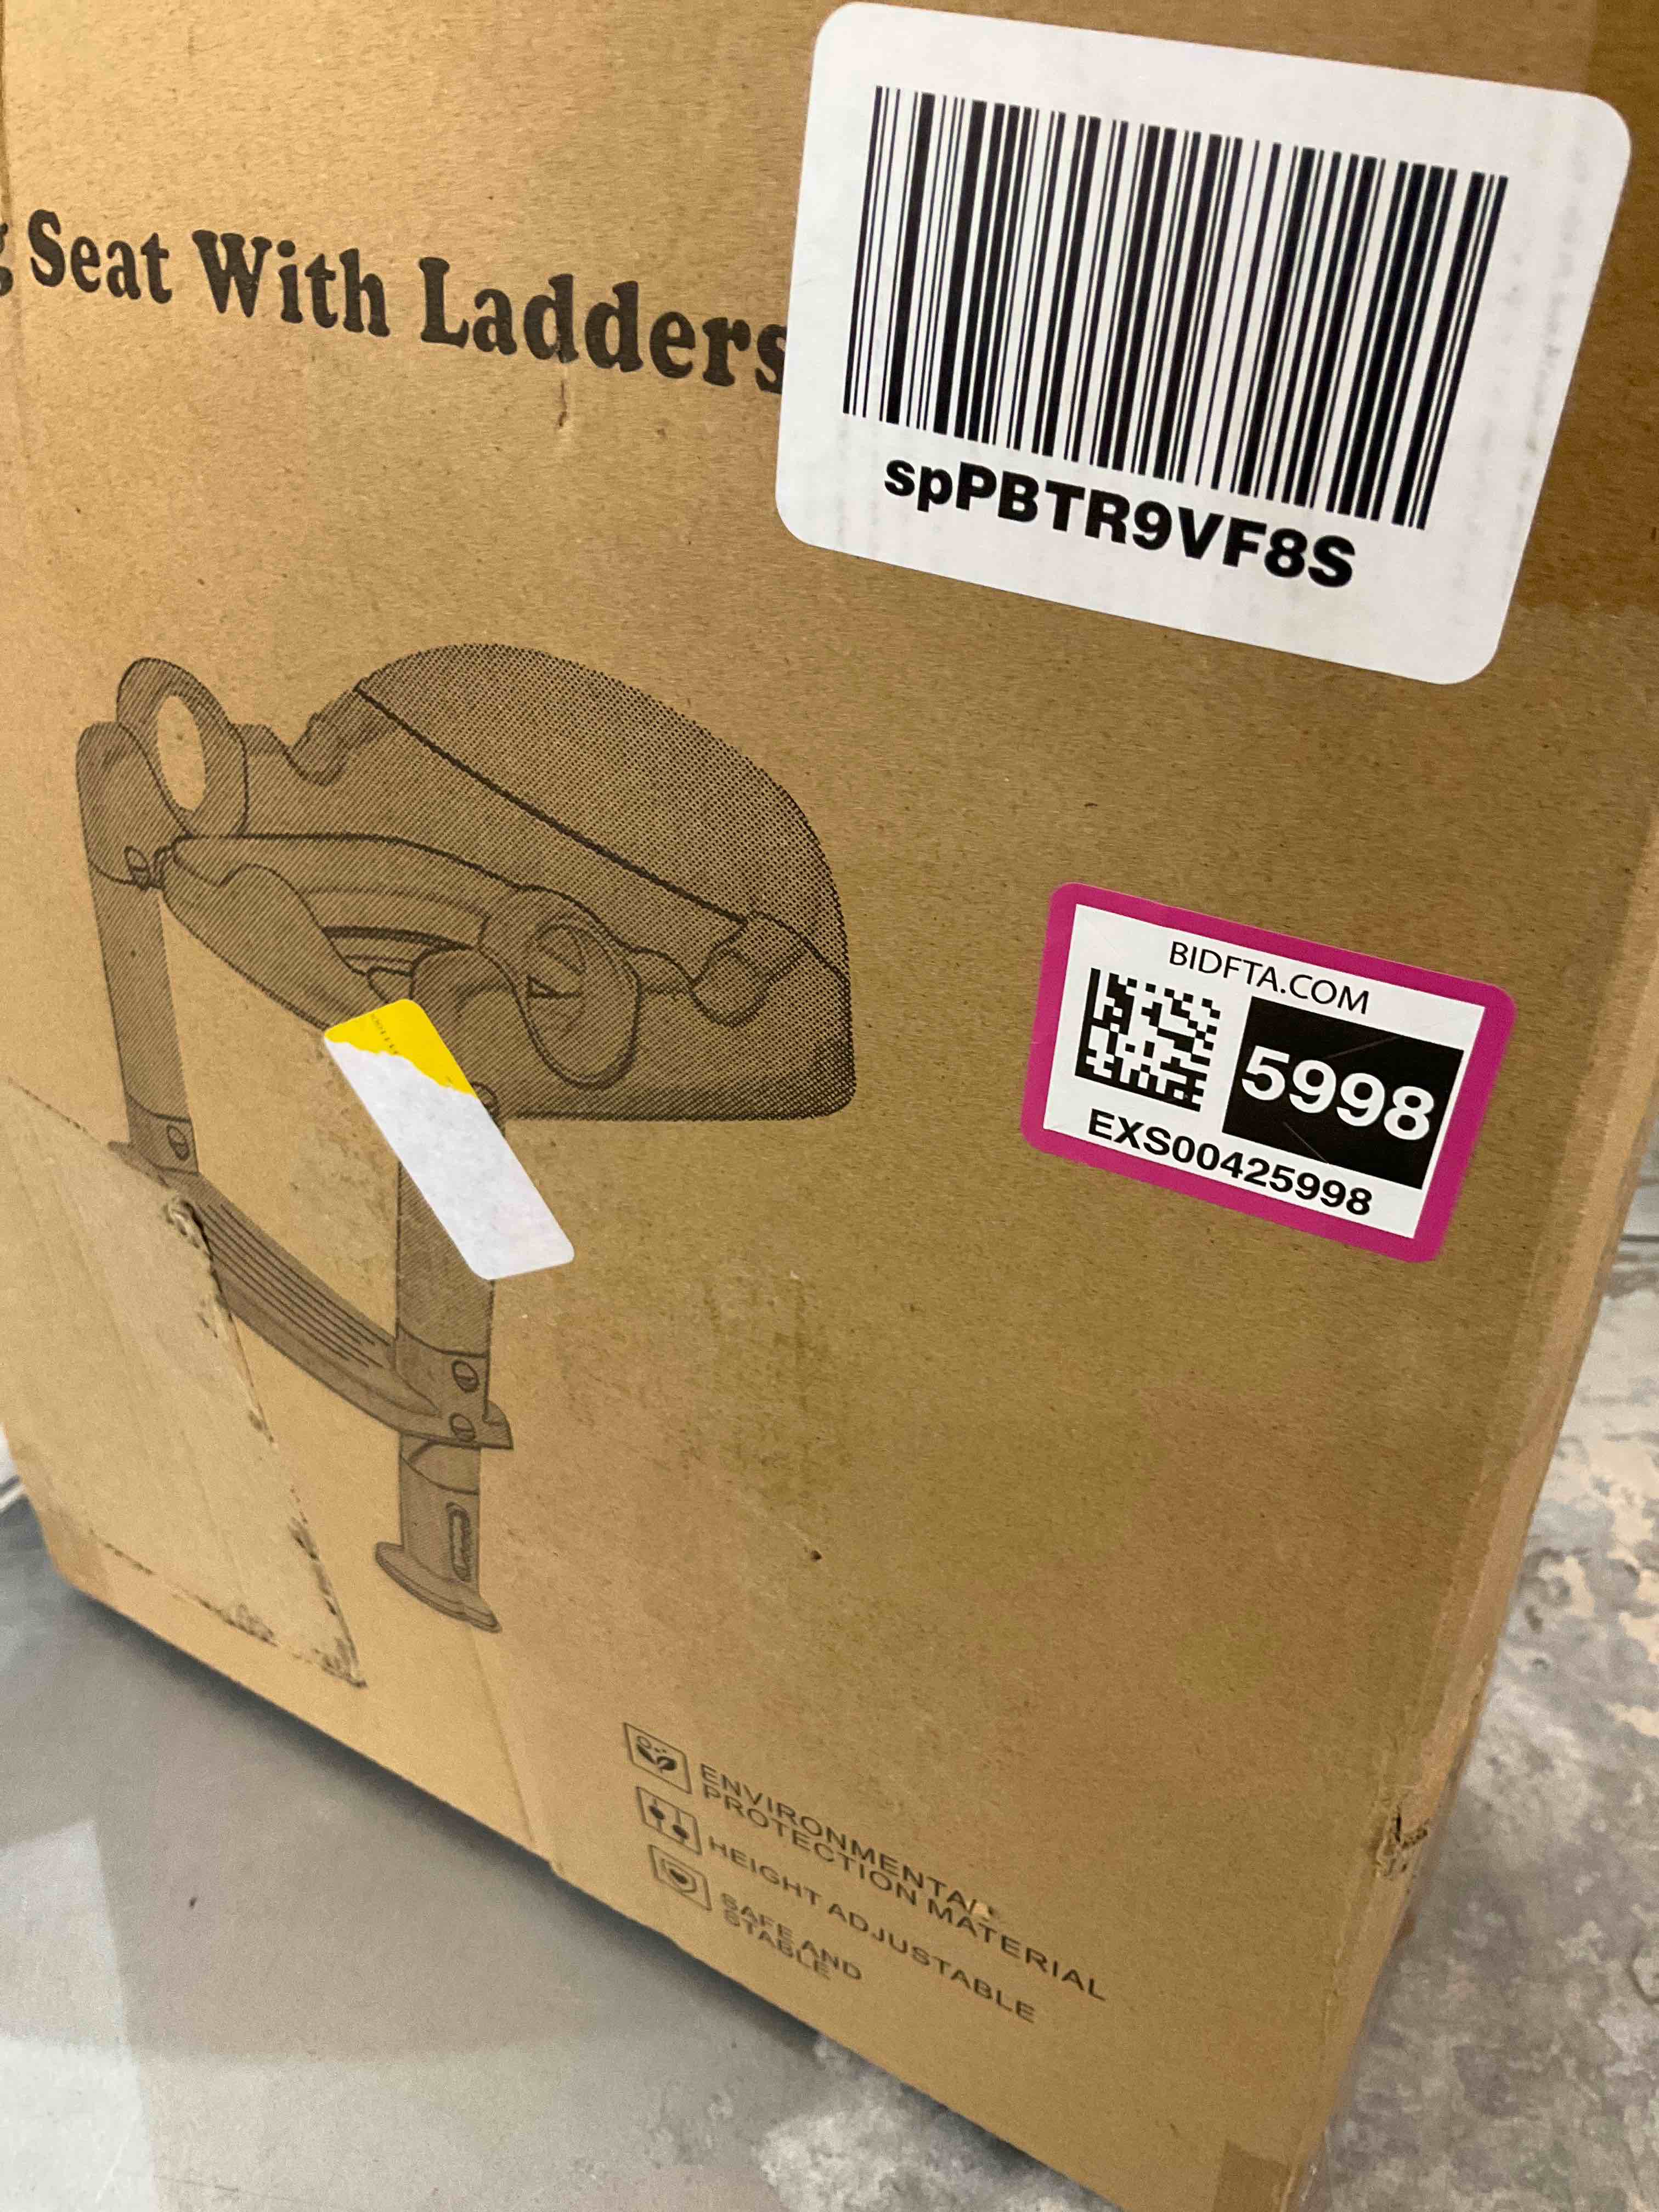 g Seat With Ladders
spPBTR9VF8S
BIDFTA.COM
5998
EXS00425998
ENVIRONMENTAL
PROTECTION MATERIAL
HEIGHT ADJUSTABLE
SAFE AND
STABLE